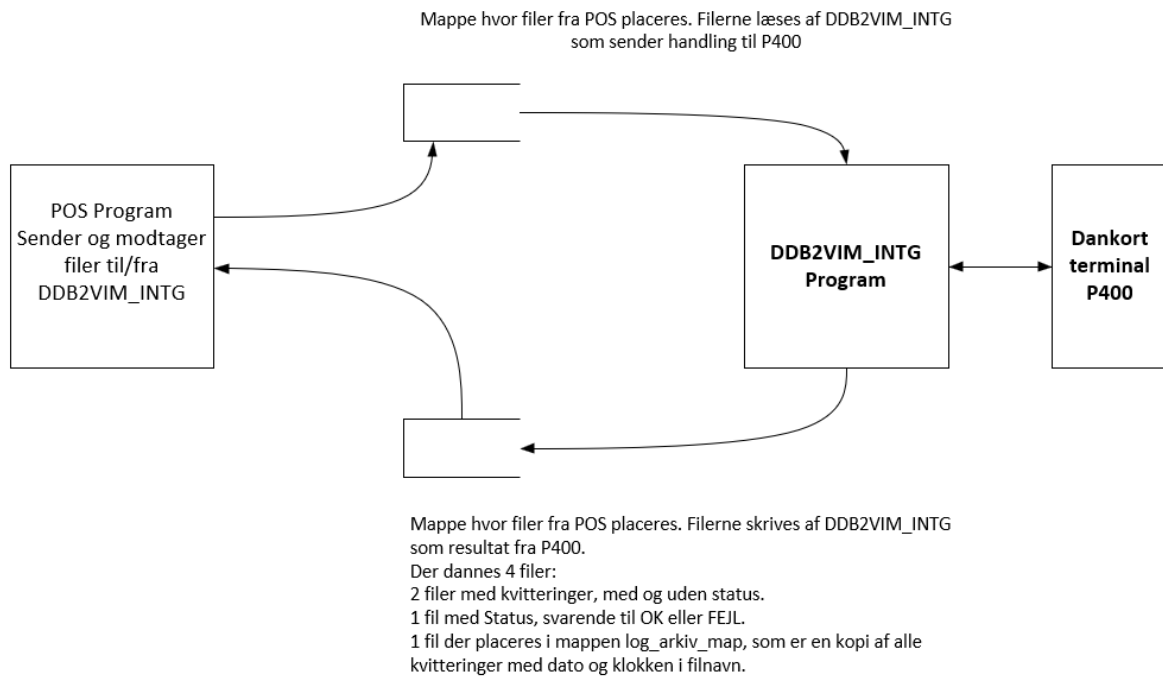 Mappe hvor filer fra POS placeres. Filerne læses af DDB2VIM_INTG
som sender handling til P400
POS Program
Sender og modtager
filer til/fra
DDB2VIM_INTG
DDB2VIM_INTG
Program
Dankort
terminal
P400
Mappe hvor filer fra POS placeres. Filerne skrives af DDB2VIM_INTG
som resultat fra P400.
Der dannes 4 filer:
2 filer med kvitteringer, med og uden status.
1 fil med Status, svarende til OK eller FEJL.
1 fil der placeres i mappen log_arkiv_map, som er en kopi af alle
kvitteringer med dato og klokken i filnavn.